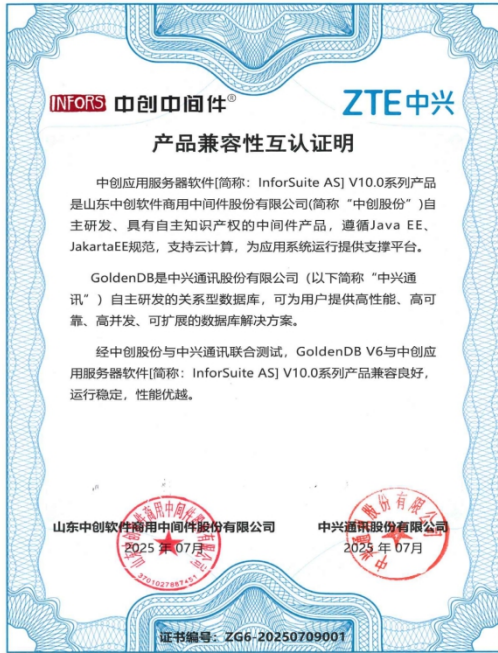 INFORS 中创中间件®
ZTE中兴
产品兼容性互认证明
中创应用服务器软件[简称：InforSuite AS] V10.0系列产品
是山东中创软件商用中间件股份有限公司(简称“中创股份”)自
主研发、具有自主知识产权的中间件产品，遵循Java EE、
JakartaEE规范，支持云计算，为应用系统运行提供支撑平台。
GoldenDB是中兴通讯股份有限公司（以下简称“中兴通
讯”）自主研发的关系型数据库，可为用户提供高性能、高可
靠、高并发、可扩展的数据库解决方案。
经中创股份与中兴通讯联合测试，GoldenDB V6与中创应
用服务器软件[简称：InforSuite AS] V10.0系列产品兼容良好，
运行稳定，性能优越。
山东中创软件商用中间件股份有限公司
2025 年 07月
3701027867451
中兴通讯股份有限公司
2025 年 07月
证书编号：ZG6-20250709001